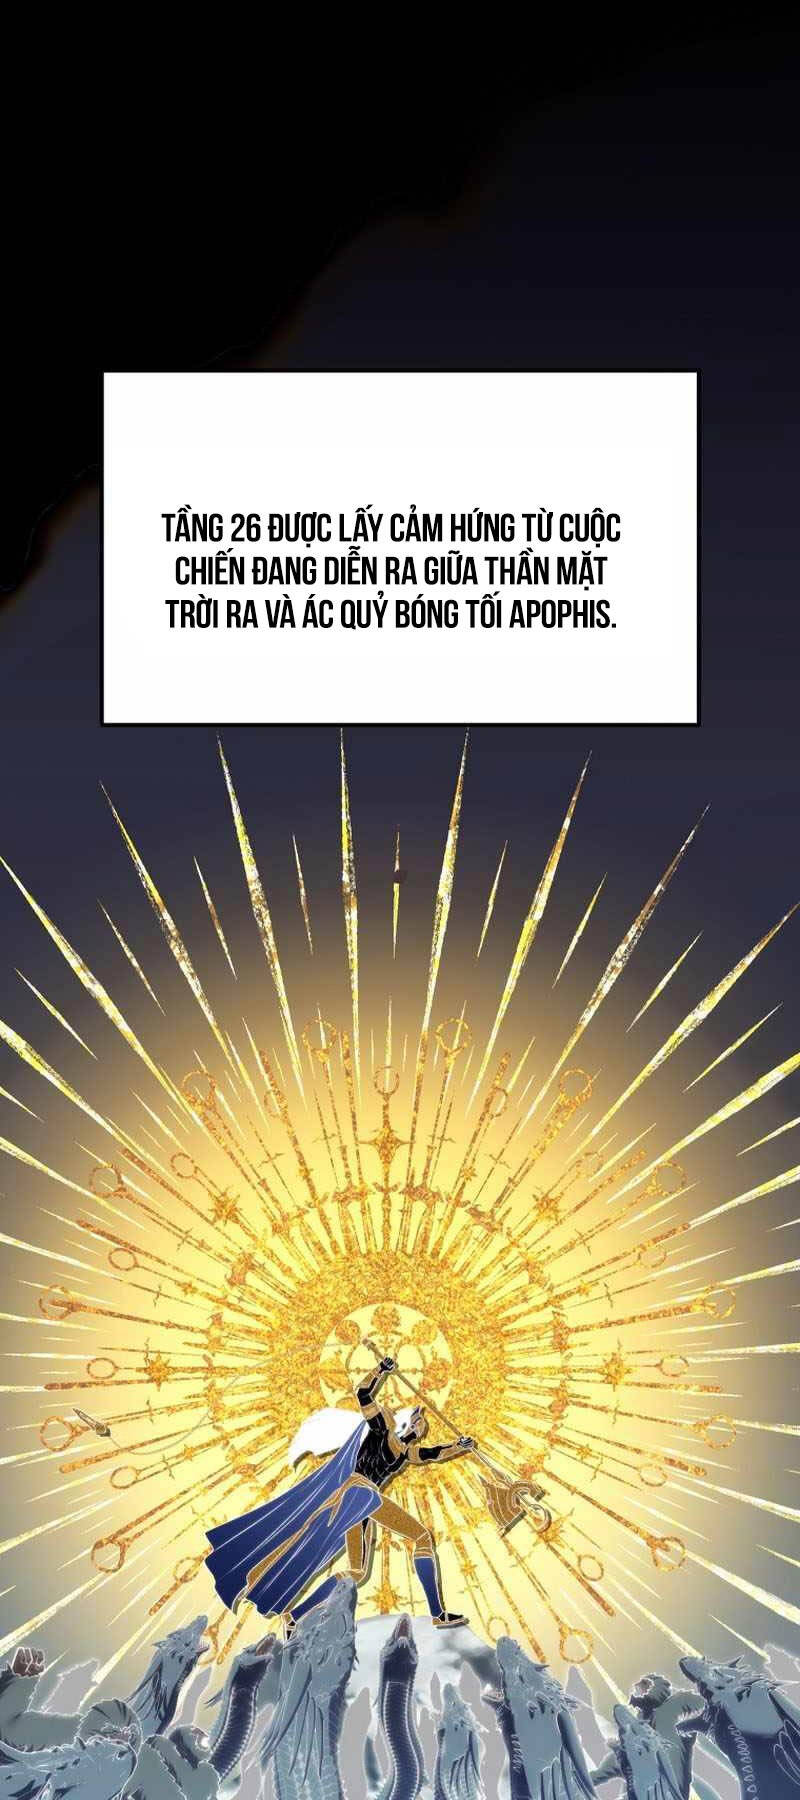 TẦNG 26 ĐƯỢC LẤY CẢM HỨNG TỪ CUỘC
CHIẾN ĐANG DIỄN RA GIỮA THẦN MẶT
TRỜI RA VÀ ÁC QUỶ BÓNG TỐI APOPHIS.